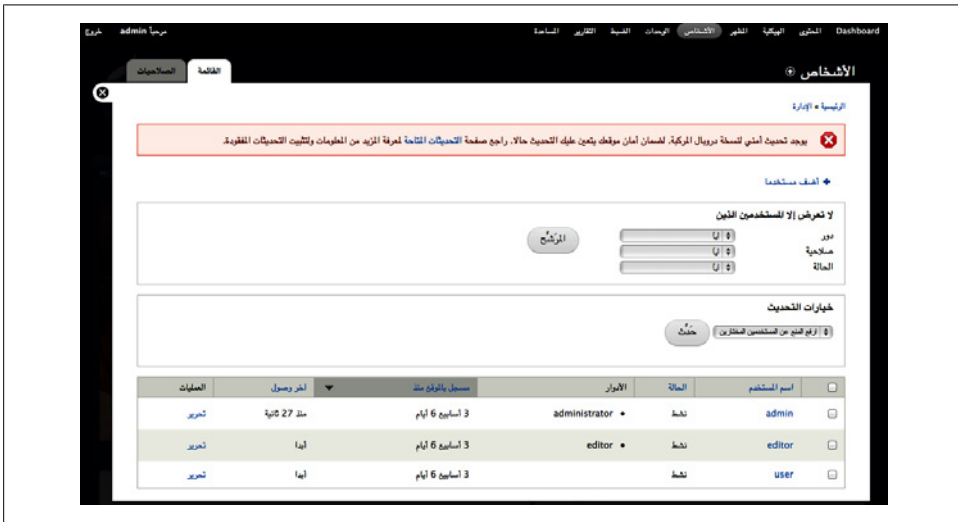 Dashboard المحتوى الهيكلية المظهر الأشخاص الوحدات الضبط التقارير المساعدة
مرحباً admin خروج
الأشخاص
القائمة الصلاحيات
الرئيسية » الإدارة
يوجد تحديث أمني لنسخة دروبال المركبة. لضمان أمان موقعك يتعين عليك التحديث حالا. راجع صفحة التحديثات المتاحة لمعرفة المزيد من المعلومات ولتثبيت التحديثات المفقودة.
أضف مستخدما
لا تعرض إلا المستخدمين الذين
دور أيا
صلاحية أيا
الحالة أيا
المُرَشَّح
خيارات التحديث
ارفع المنع عن المستخدمين المختارين
حَدِّث
اسم المستخدم الحالة الأدوار مسجل بالموقع منذ آخر وصول العمليات
admin نشط • administrator 3 أسابيع 6 أيام منذ 27 ثانية تحرير
editor نشط • editor 3 أسابيع 6 أيام أبدا تحرير
user نشط 3 أسابيع 6 أيام أبدا تحرير